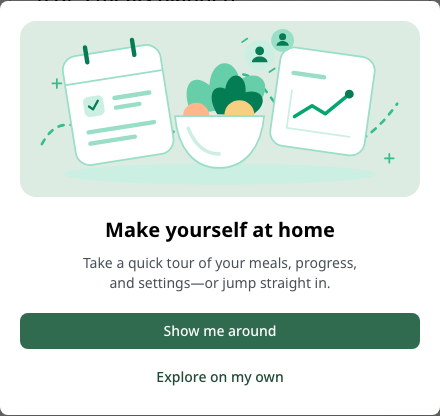 Make yourself at home
Take a quick tour of your meals, progress,
and settings—or jump straight in.
Show me around
Explore on my own